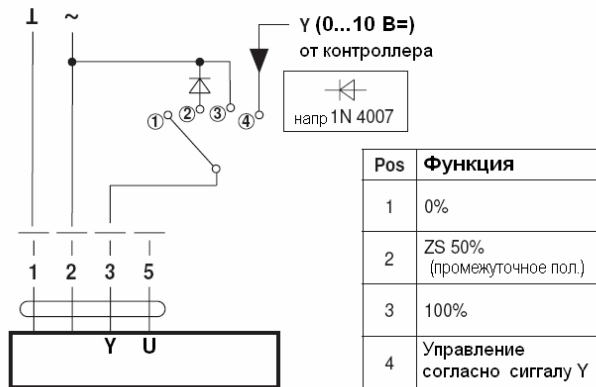 ⊥ ~
Y (0...10 В=)
от контроллера
напр 1N 4007
① ② ③ ④
Pos Функция
1 0%
2 ZS 50%
(промежуточное пол.)
3 100%
4 Управление
согласно сиггалу Y
1 2 3 5
Y U